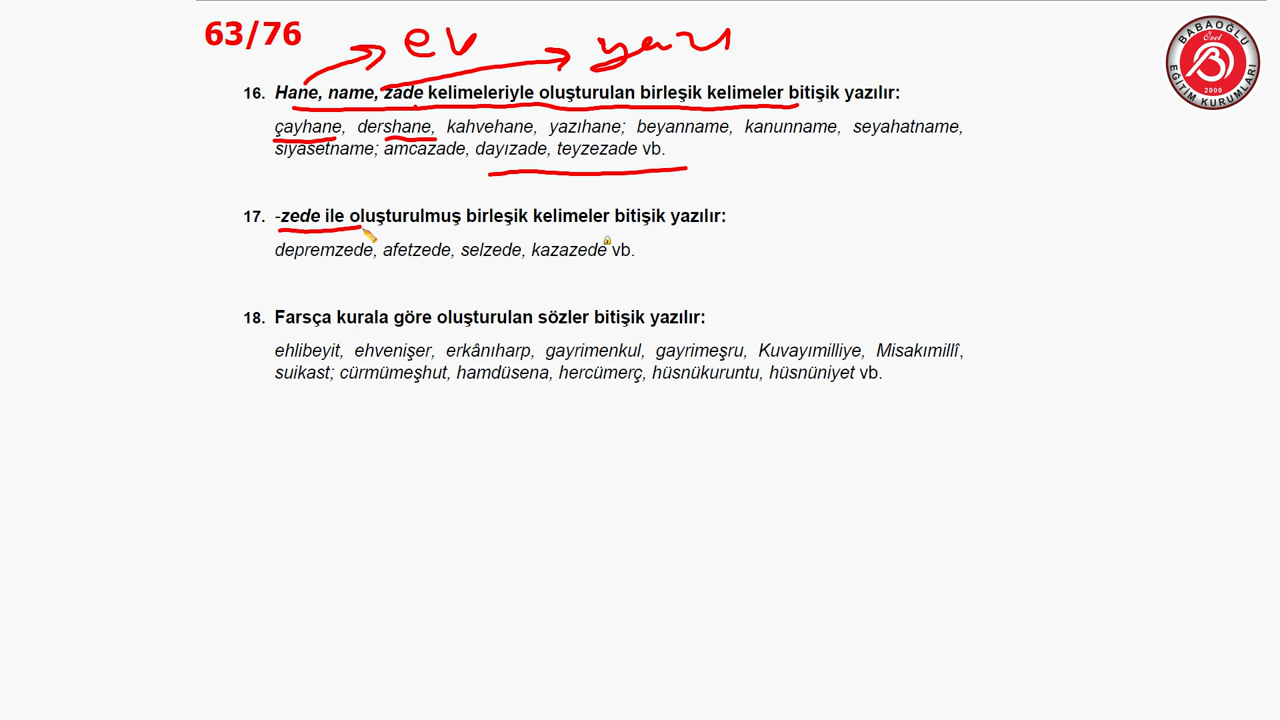 63/76
ev
yazı
BABAOĞLU
Özel
B
2000
EĞİTİM KURUMLARI
16. Hane, name, zade kelimeleriyle oluşturulan birleşik kelimeler bitişik yazılır:
çayhane, dershane, kahvehane, yazıhane; beyanname, kanunname, seyahatname,
siyasetname; amcazade, dayızade, teyzezade vb.
17. -zede ile oluşturulmuş birleşik kelimeler bitişik yazılır:
depremzede, afetzede, selzede, kazazede vb.
18. Farsça kurala göre oluşturulan sözler bitişik yazılır:
ehlibeyit, ehvenişer, erkânıharp, gayrimenkul, gayrimeşru, Kuvayımilliye, Misakımillî,
suikast; cürmümeşhut, hamdüsena, hercümerç, hüsnükuruntu, hüsnüniyet vb.